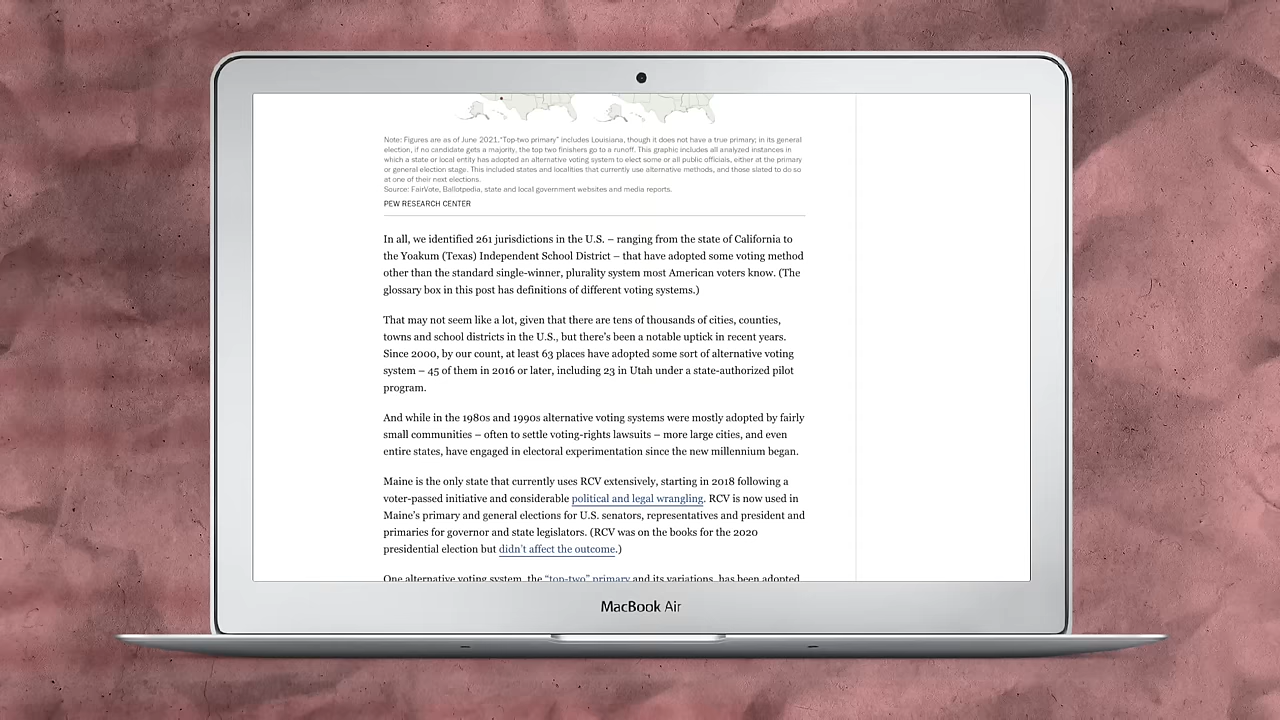 Note: Figures are as of June 2021."Top-two primary" includes Louisiana, though it does not have a true primary; in its general
election, if no candidate gets a majority, the top two finishers go to a runoff. This graphic includes all analyzed instances in
which a state or local entity has adopted an alternative voting system to elect some or all public officials, either at the primary
or general election stage. This included states and localities that currently use alternative methods, and those slated to do so
at one of their next elections.
Source: FairVote, Ballotpedia, state and local government websites and media reports.
PEW RESEARCH CENTER
In all, we identified 261 jurisdictions in the U.S. – ranging from the state of California to
the Yoakum (Texas) Independent School District – that have adopted some voting method
other than the standard single-winner, plurality system most American voters know. (The
glossary box in this post has definitions of different voting systems.)
That may not seem like a lot, given that there are tens of thousands of cities, counties,
towns and school districts in the U.S., but there's been a notable uptick in recent years.
Since 2000, by our count, at least 63 places have adopted some sort of alternative voting
system – 45 of them in 2016 or later, including 23 in Utah under a state-authorized pilot
program.
And while in the 1980s and 1990s alternative voting systems were mostly adopted by fairly
small communities – often to settle voting-rights lawsuits – more large cities, and even
entire states, have engaged in electoral experimentation since the new millennium began.
Maine is the only state that currently uses RCV extensively, starting in 2018 following a
voter-passed initiative and considerable political and legal wrangling. RCV is now used in
Maine's primary and general elections for U.S. senators, representatives and president and
primaries for governor and state legislators. (RCV was on the books for the 2020
presidential election but didn't affect the outcome.)
One alternative voting system, the "top-two" primary and its variations, has been adopted
MacBook Air